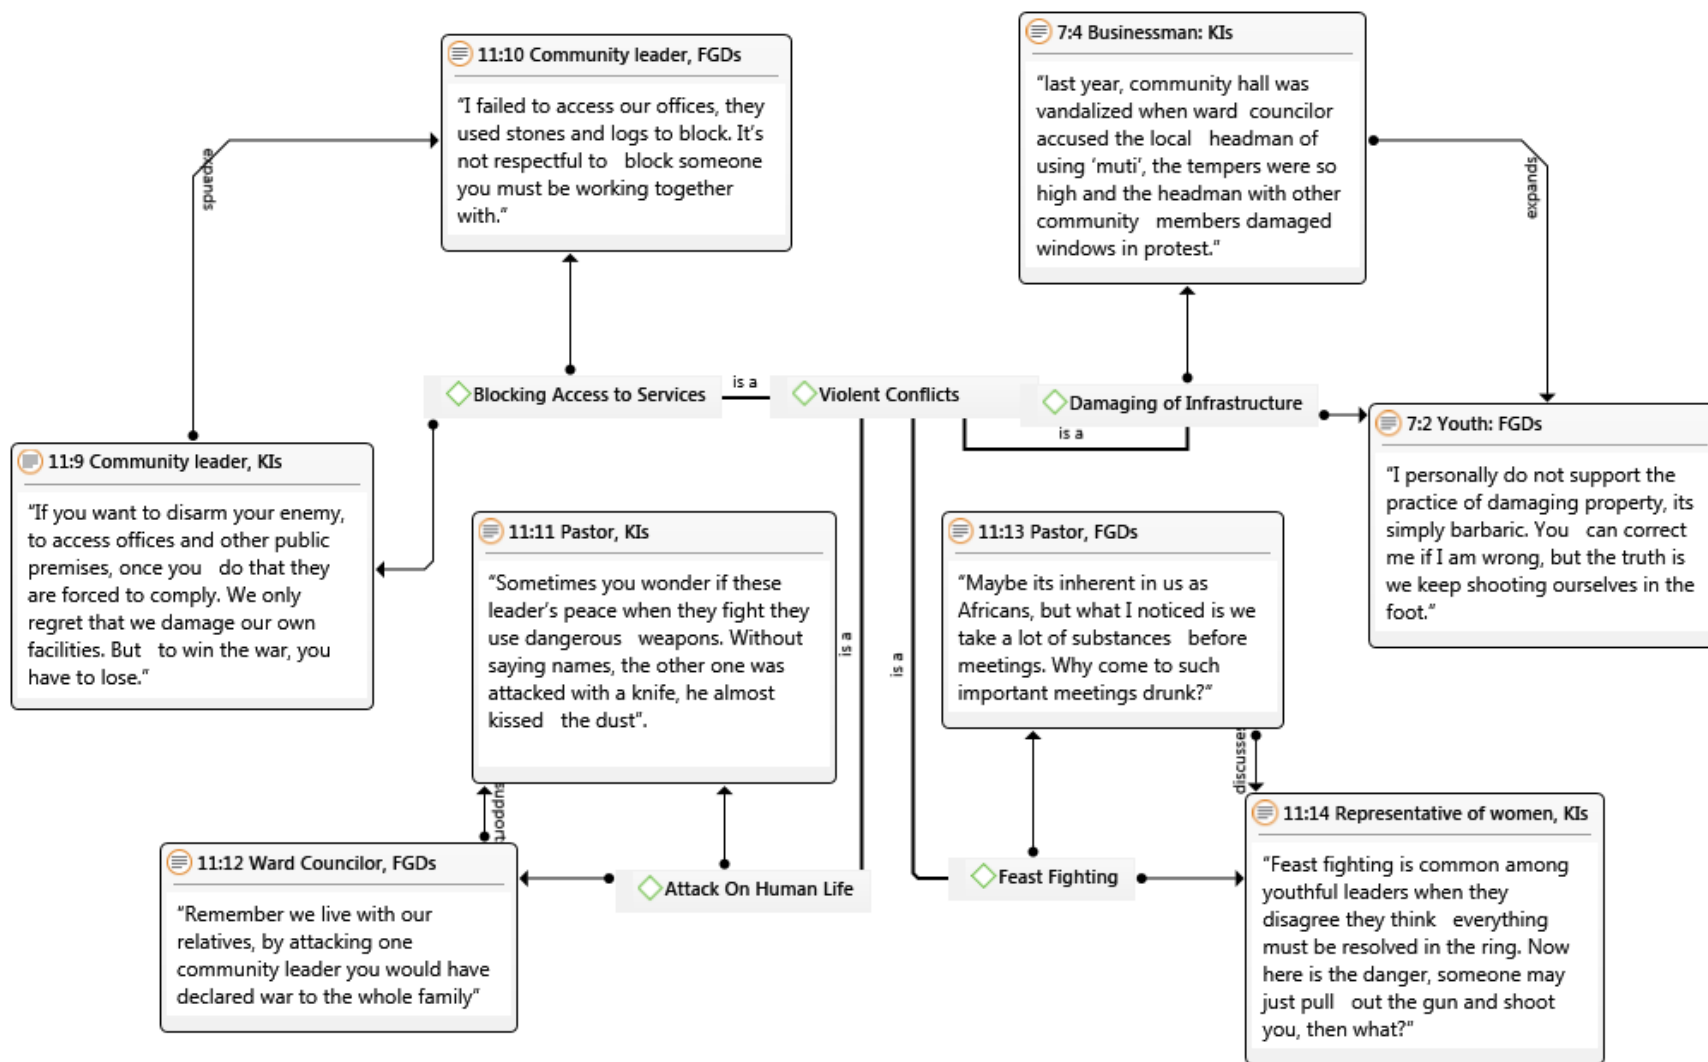 11:10 Community leader, FGDs
“I failed to access our offices, they
used stones and logs to block. It’s
not respectful to block someone
you must be working together
with.”
7:4 Businessman: KIs
“last year, community hall was
vandalized when ward councilor
accused the local headman of
using ‘muti’, the tempers were so
high and the headman with other
community members damaged
windows in protest.”
expands
expands
Blocking Access to Services
is a
Violent Conflicts
Damaging of Infrastructure
is a
11:9 Community leader, KIs
“If you want to disarm your enemy,
to access offices and other public
premises, once you do that they
are forced to comply. We only
regret that we damage our own
facilities. But to win the war, you
have to lose.”
7:2 Youth: FGDs
“I personally do not support the
practice of damaging property, its
simply barbaric. You can correct
me if I am wrong, but the truth is
we keep shooting ourselves in the
foot.”
11:11 Pastor, KIs
“Sometimes you wonder if these
leader’s peace when they fight they
use dangerous weapons. Without
saying names, the other one was
attacked with a knife, he almost
kissed the dust”.
is a
is a
11:13 Pastor, FGDs
“Maybe its inherent in us as
Africans, but what I noticed is we
take a lot of substances before
meetings. Why come to such
important meetings drunk?”
support
discusses
11:12 Ward Councilor, FGDs
“Remember we live with our
relatives, by attacking one
community leader you would have
declared war to the whole family”
Attack On Human Life
Feast Fighting
11:14 Representative of women, KIs
“Feast fighting is common among
youthful leaders when they
disagree they think everything
must be resolved in the ring. Now
here is the danger, someone may
just pull out the gun and shoot
you, then what?”